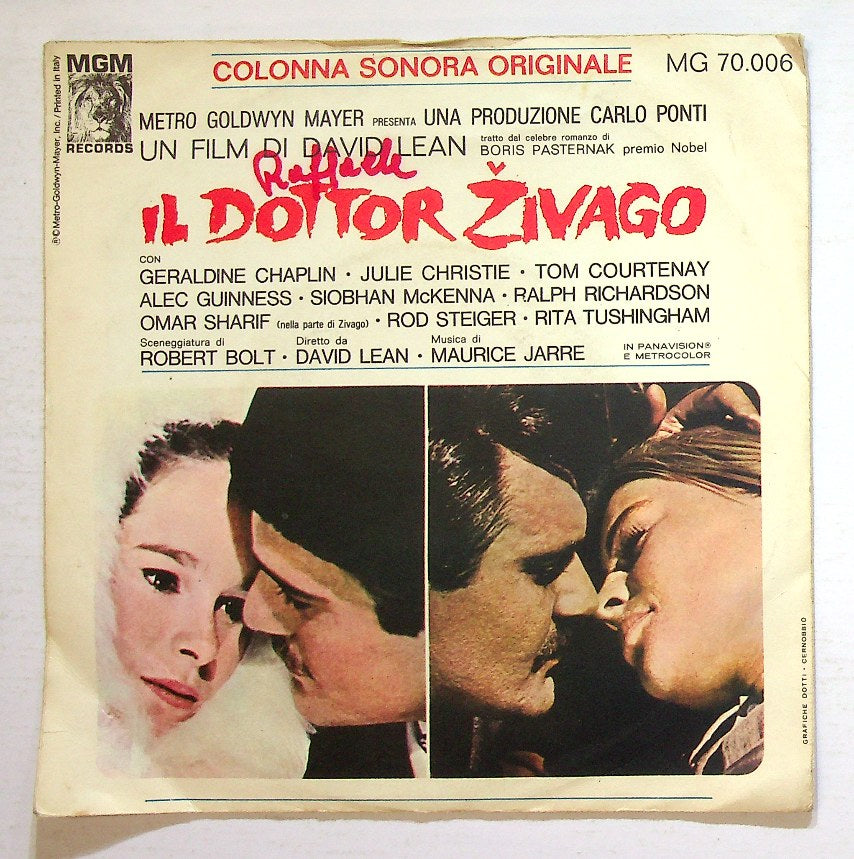 COLONNA SONORA ORIGINALE
MG 70.006
MGM
RECORDS
℗©Metro-Goldwyn-Mayer, Inc. / Printed in Italy
METRO GOLDWYN MAYER PRESENTA UNA PRODUZIONE CARLO PONTI
UN FILM DI DAVID LEAN tratto dal celebre romanzo di
BORIS PASTERNAK premio Nobel
Raffaele
IL DOTTOR ŽIVAGO
CON
GERALDINE CHAPLIN · JULIE CHRISTIE · TOM COURTENAY
ALEC GUINNESS · SIOBHAN McKENNA · RALPH RICHARDSON
OMAR SHARIF (nella parte di Zivago) · ROD STEIGER · RITA TUSHINGHAM
Sceneggiatura di Diretto da Musica di
ROBERT BOLT · DAVID LEAN · MAURICE JARRE
IN PANAVISION®
E METROCOLOR
GRAFICHE DOTTI - CERNOBBIO